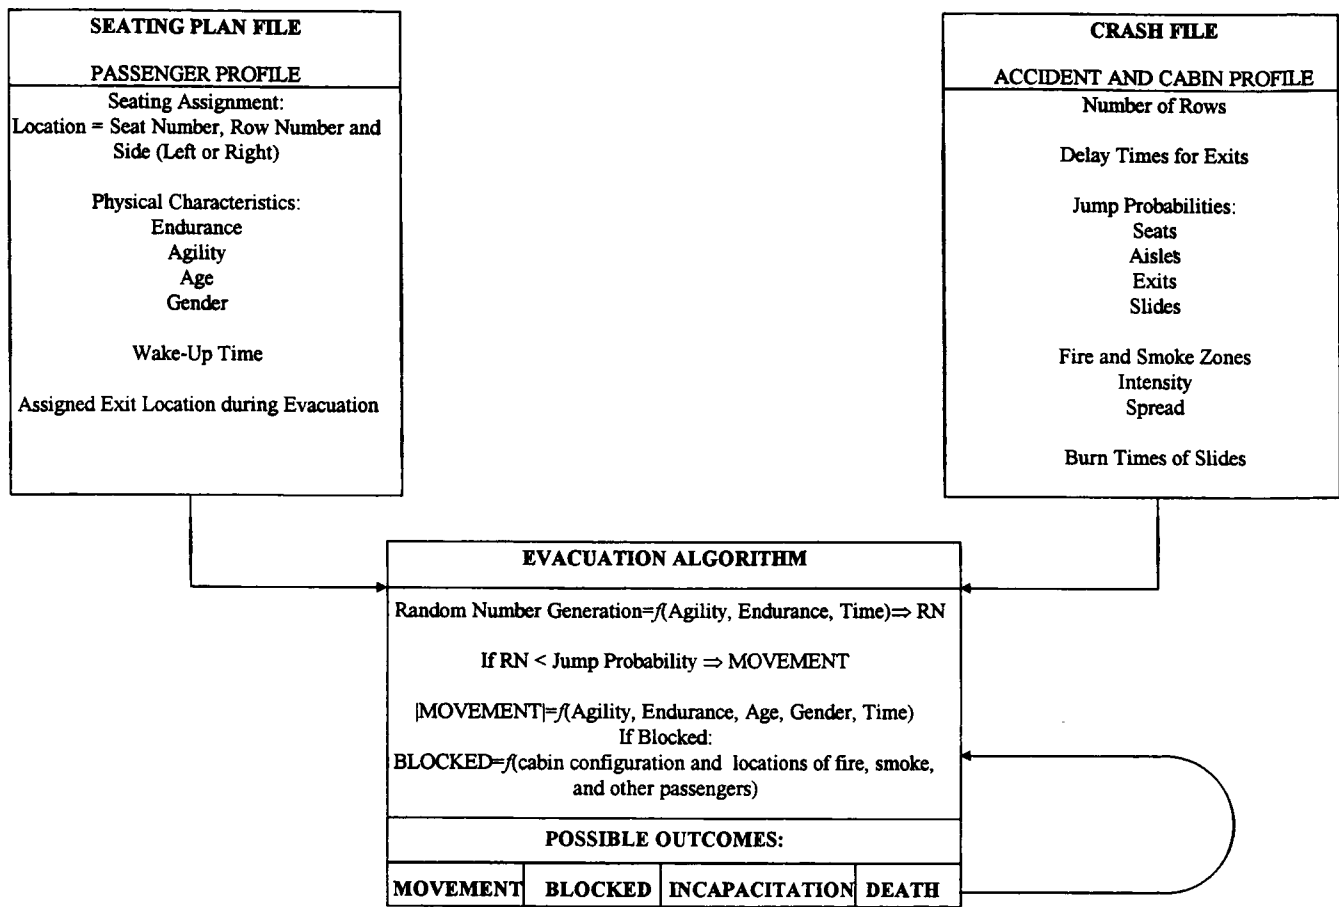 SEATING PLAN FILE
PASSENGER PROFILE
Seating Assignment:
Location = Seat Number, Row Number and
Side (Left or Right)
Physical Characteristics:
Endurance
Agility
Age
Gender
Wake-Up Time
Assigned Exit Location during Evacuation
CRASH FILE
ACCIDENT AND CABIN PROFILE
Number of Rows
Delay Times for Exits
Jump Probabilities:
Seats
Aisles
Exits
Slides
Fire and Smoke Zones
Intensity
Spread
Burn Times of Slides
EVACUATION ALGORITHM
Random Number Generation=f(Agility, Endurance, Time)⇒ RN
If RN < Jump Probability ⇒ MOVEMENT
|MOVEMENT|=f(Agility, Endurance, Age, Gender, Time)
If Blocked:
BLOCKED=f(cabin configuration and locations of fire, smoke,
and other passengers)
POSSIBLE OUTCOMES:
MOVEMENT BLOCKED INCAPACITATION DEATH